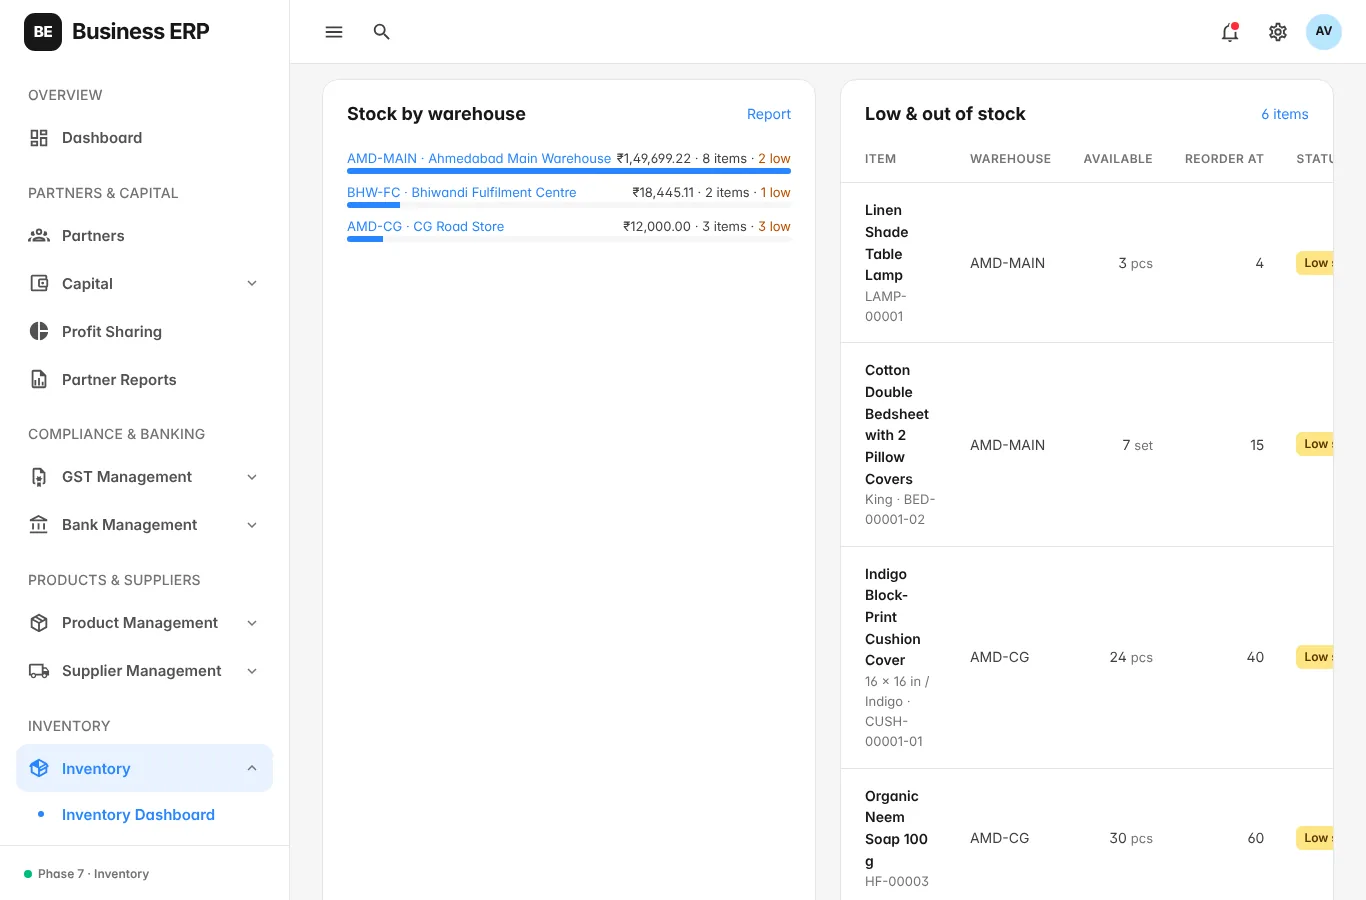 BE Business ERP
AV
OVERVIEW
Dashboard
PARTNERS & CAPITAL
Partners
Capital
Profit Sharing
Partner Reports
COMPLIANCE & BANKING
GST Management
Bank Management
PRODUCTS & SUPPLIERS
Product Management
Supplier Management
INVENTORY
Inventory
Inventory Dashboard
Phase 7 · Inventory
Stock by warehouse Report
AMD-MAIN · Ahmedabad Main Warehouse ₹1,49,699.22 · 8 items · 2 low
BHW-FC · Bhiwandi Fulfilment Centre ₹18,445.11 · 2 items · 1 low
AMD-CG · CG Road Store ₹12,000.00 · 3 items · 3 low
Low & out of stock 6 items
ITEM WAREHOUSE AVAILABLE REORDER AT STATU
Linen
Shade
Table
Lamp
LAMP-
00001
AMD-MAIN 3 pcs 4 Low
Cotton
Double
Bedsheet
with 2
Pillow
Covers
King · BED-
00001-02
AMD-MAIN 7 set 15 Low
Indigo
Block-
Print
Cushion
Cover
16 × 16 in /
Indigo ·
CUSH-
00001-01
AMD-CG 24 pcs 40 Low
Organic
Neem
Soap 100
g
HF-00003
AMD-CG 30 pcs 60 Low